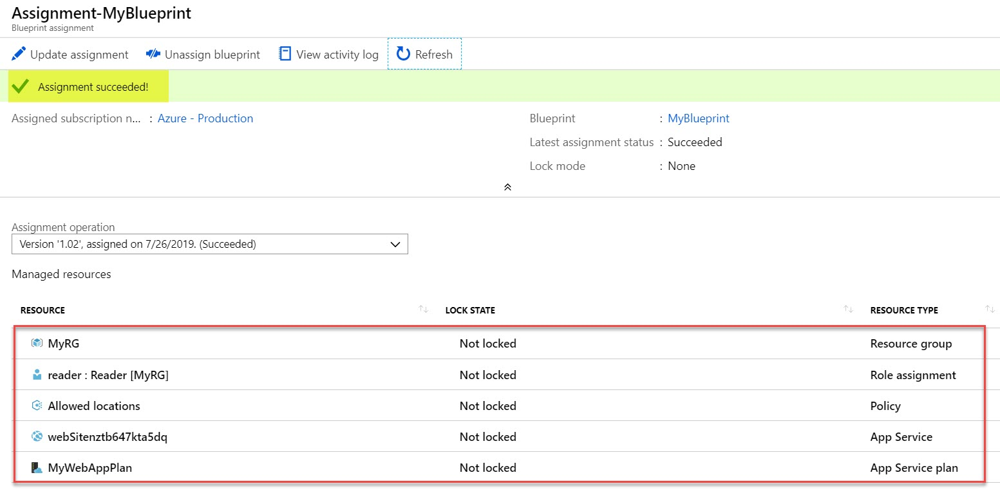 Assignment-MyBlueprint
Blueprint assignment
Update assignment Unassign blueprint View activity log Refresh
Assignment succeeded!
Assigned subscription n... : Azure - Production Blueprint : MyBlueprint
Latest assignment status : Succeeded
Lock mode : None
Assignment operation
Version '1.02', assigned on 7/26/2019. (Succeeded)
Managed resources
RESOURCE LOCK STATE RESOURCE TYPE
MyRG Not locked Resource group
reader : Reader [MyRG] Not locked Role assignment
Allowed locations Not locked Policy
webSitenztb647kta5dq Not locked App Service
MyWebAppPlan Not locked App Service plan